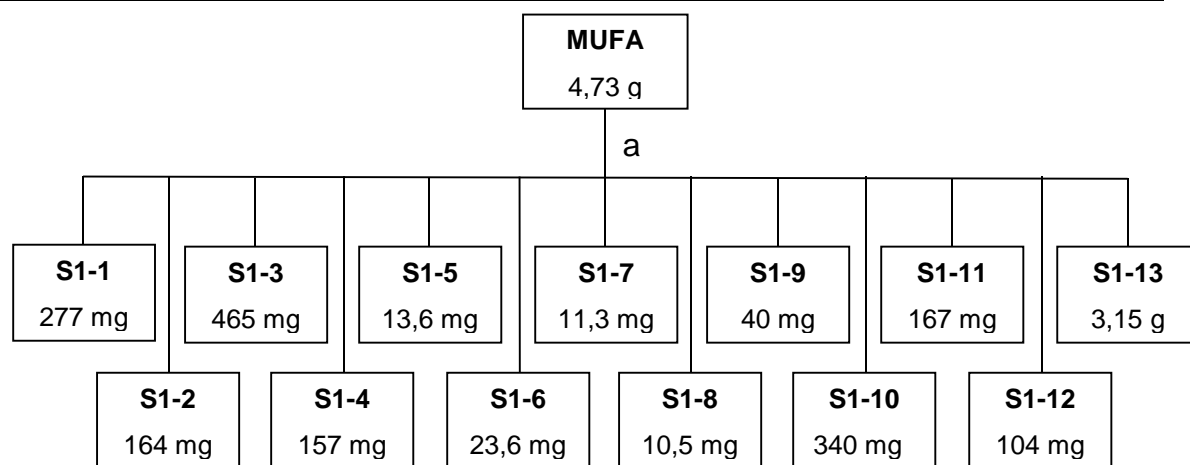 MUFA
4,73 g
a
S1-1
277 mg
S1-3
465 mg
S1-5
13,6 mg
S1-7
11,3 mg
S1-9
40 mg
S1-11
167 mg
S1-13
3,15 g
S1-2
164 mg
S1-4
157 mg
S1-6
23,6 mg
S1-8
10,5 mg
S1-10
340 mg
S1-12
104 mg